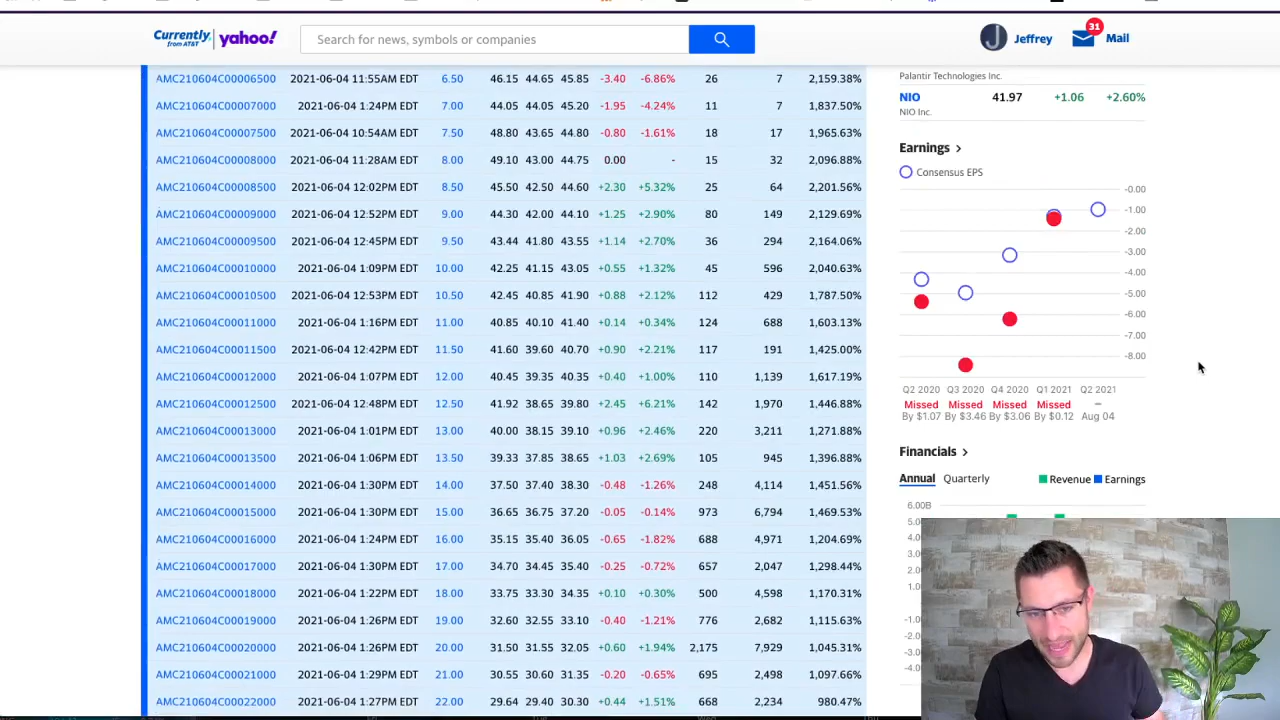 Currently, from AT&T yahoo!
Search for news, symbols or companies
Jeffrey
31
Mail
AMC210604C00006500 2021-06-04 11:55AM EDT 6.50 46.15 44.65 45.85 -3.40 -6.86% 26 7 2,159.38%
AMC210604C00007000 2021-06-04 1:24PM EDT 7.00 44.05 44.05 45.20 -1.95 -4.24% 11 7 1,837.50%
AMC210604C00007500 2021-06-04 10:54AM EDT 7.50 48.80 43.65 44.80 -0.80 -1.61% 18 17 1,965.63%
AMC210604C00008000 2021-06-04 11:28AM EDT 8.00 49.10 43.00 44.75 0.00 - 15 32 2,096.88%
AMC210604C00008500 2021-06-04 12:02PM EDT 8.50 45.50 42.50 44.60 +2.30 +5.32% 25 64 2,201.56%
AMC210604C00009000 2021-06-04 12:52PM EDT 9.00 44.30 42.00 44.10 +1.25 +2.90% 80 149 2,129.69%
AMC210604C00009500 2021-06-04 12:45PM EDT 9.50 43.44 41.80 43.55 +1.14 +2.70% 36 294 2,164.06%
AMC210604C00010000 2021-06-04 1:09PM EDT 10.00 42.25 41.15 43.05 +0.55 +1.32% 45 596 2,040.63%
AMC210604C00010500 2021-06-04 12:53PM EDT 10.50 42.45 40.85 41.90 +0.88 +2.12% 112 429 1,787.50%
AMC210604C00011000 2021-06-04 1:16PM EDT 11.00 40.85 40.10 41.40 +0.14 +0.34% 124 688 1,603.13%
AMC210604C00011500 2021-06-04 12:42PM EDT 11.50 41.60 39.60 40.70 +0.90 +2.21% 117 191 1,425.00%
AMC210604C00012000 2021-06-04 1:07PM EDT 12.00 40.45 39.35 40.35 +0.40 +1.00% 110 1,139 1,617.19%
AMC210604C00012500 2021-06-04 12:48PM EDT 12.50 41.92 38.65 39.80 +2.45 +6.21% 142 1,970 1,446.88%
AMC210604C00013000 2021-06-04 1:11PM EDT 13.00 40.00 38.15 39.10 +0.96 +2.46% 220 3,211 1,271.88%
AMC210604C00013500 2021-06-04 1:06PM EDT 13.50 39.33 37.85 38.65 +1.03 +2.69% 105 945 1,396.88%
AMC210604C00014000 2021-06-04 1:30PM EDT 14.00 37.50 37.40 38.30 -0.48 -1.26% 248 4,114 1,451.56%
AMC210604C00015000 2021-06-04 1:30PM EDT 15.00 36.65 36.75 37.20 -0.05 -0.14% 973 6,794 1,469.53%
AMC210604C00016000 2021-06-04 1:24PM EDT 16.00 35.15 35.40 36.05 -0.65 -1.82% 688 4,971 1,204.69%
AMC210604C00017000 2021-06-04 1:30PM EDT 17.00 34.70 34.45 35.40 -0.25 -0.72% 657 2,047 1,298.44%
AMC210604C00018000 2021-06-04 1:22PM EDT 18.00 33.75 33.30 34.35 +0.10 +0.30% 500 4,598 1,170.31%
AMC210604C00019000 2021-06-04 1:26PM EDT 19.00 32.60 32.55 33.10 -0.40 -1.21% 776 2,682 1,115.63%
AMC210604C00020000 2021-06-04 1:26PM EDT 20.00 31.50 31.55 32.05 +0.60 +1.94% 2,175 7,929 1,045.31%
AMC210604C00021000 2021-06-04 1:29PM EDT 21.00 30.55 30.60 31.35 -0.20 -0.65% 695 2,498 1,097.66%
AMC210604C00022000 2021-06-04 1:27PM EDT 22.00 29.64 29.40 30.30 +0.44 +1.51% 668 2,234 980.47%
Palantir Technologies Inc.
NIO 41.97 +1.06 +2.60%
NIO Inc.
Earnings >
Consensus EPS
-0.00
-1.00
-2.00
-3.00
-4.00
-5.00
-6.00
-7.00
-8.00
Q2 2020 Q3 2020 Q4 2020 Q1 2021 Q2 2021
Missed Missed Missed Missed –
By $1.07 By $3.46 By $3.06 By $0.12 Aug 04
Financials >
Annual Quarterly Revenue Earnings
6.00B